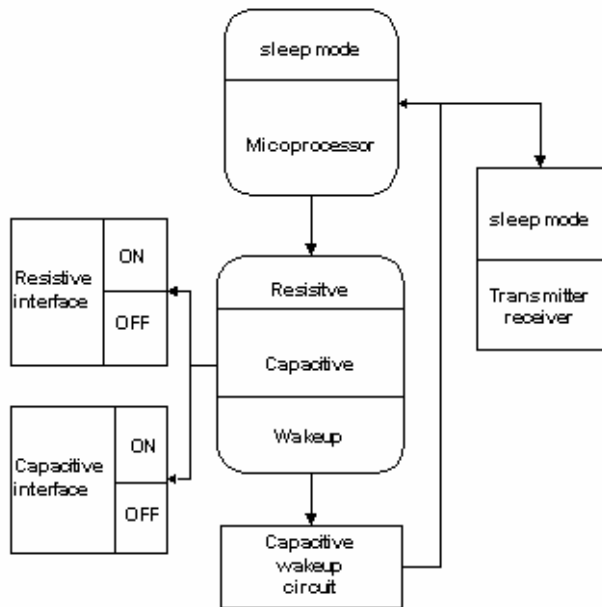 sleep mode
Micoprocessor
sleep mode
Transmitter
receiver
Resistive
interface
ON
OFF
Resisitve
Capacitive
Wakeup
Capacitive
interface
ON
OFF
Capacitive
wakeup
circuit